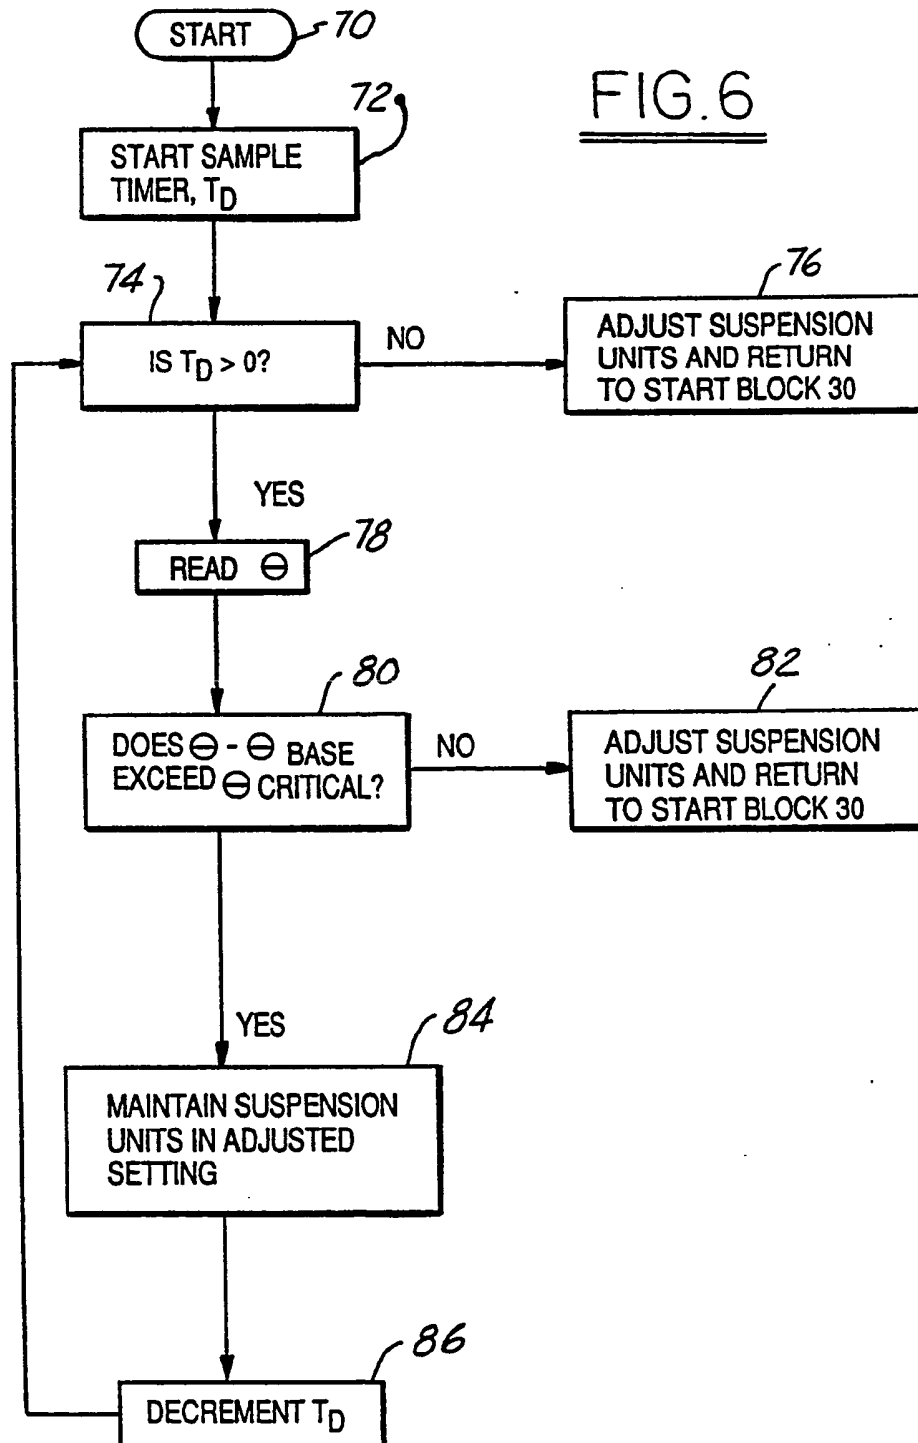 START
70
FIG.6
72
START SAMPLE
TIMER, TD
74
IS TD > 0?
NO
76
ADJUST SUSPENSION
UNITS AND RETURN
TO START BLOCK 30
YES
78
READ Θ
80
DOES Θ - Θ BASE
EXCEED Θ CRITICAL?
NO
82
ADJUST SUSPENSION
UNITS AND RETURN
TO START BLOCK 30
YES
84
MAINTAIN SUSPENSION
UNITS IN ADJUSTED
SETTING
86
DECREMENT TD